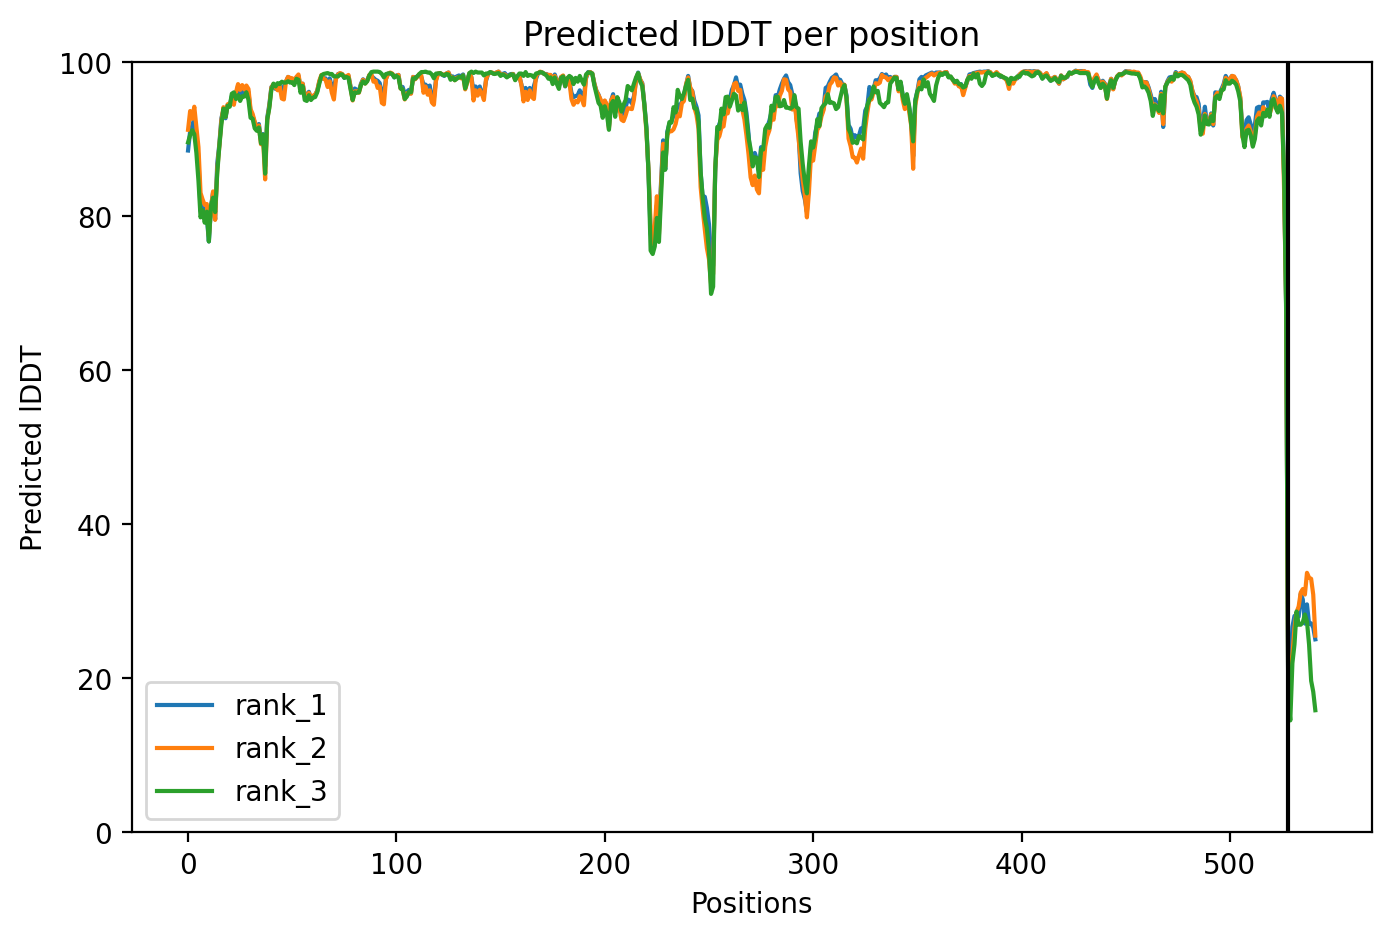 Predicted lDDT per position
100
80
60
40
20
0
Predicted lDDT
rank_1
rank_2
rank_3
0 100 200 300 400 500
Positions